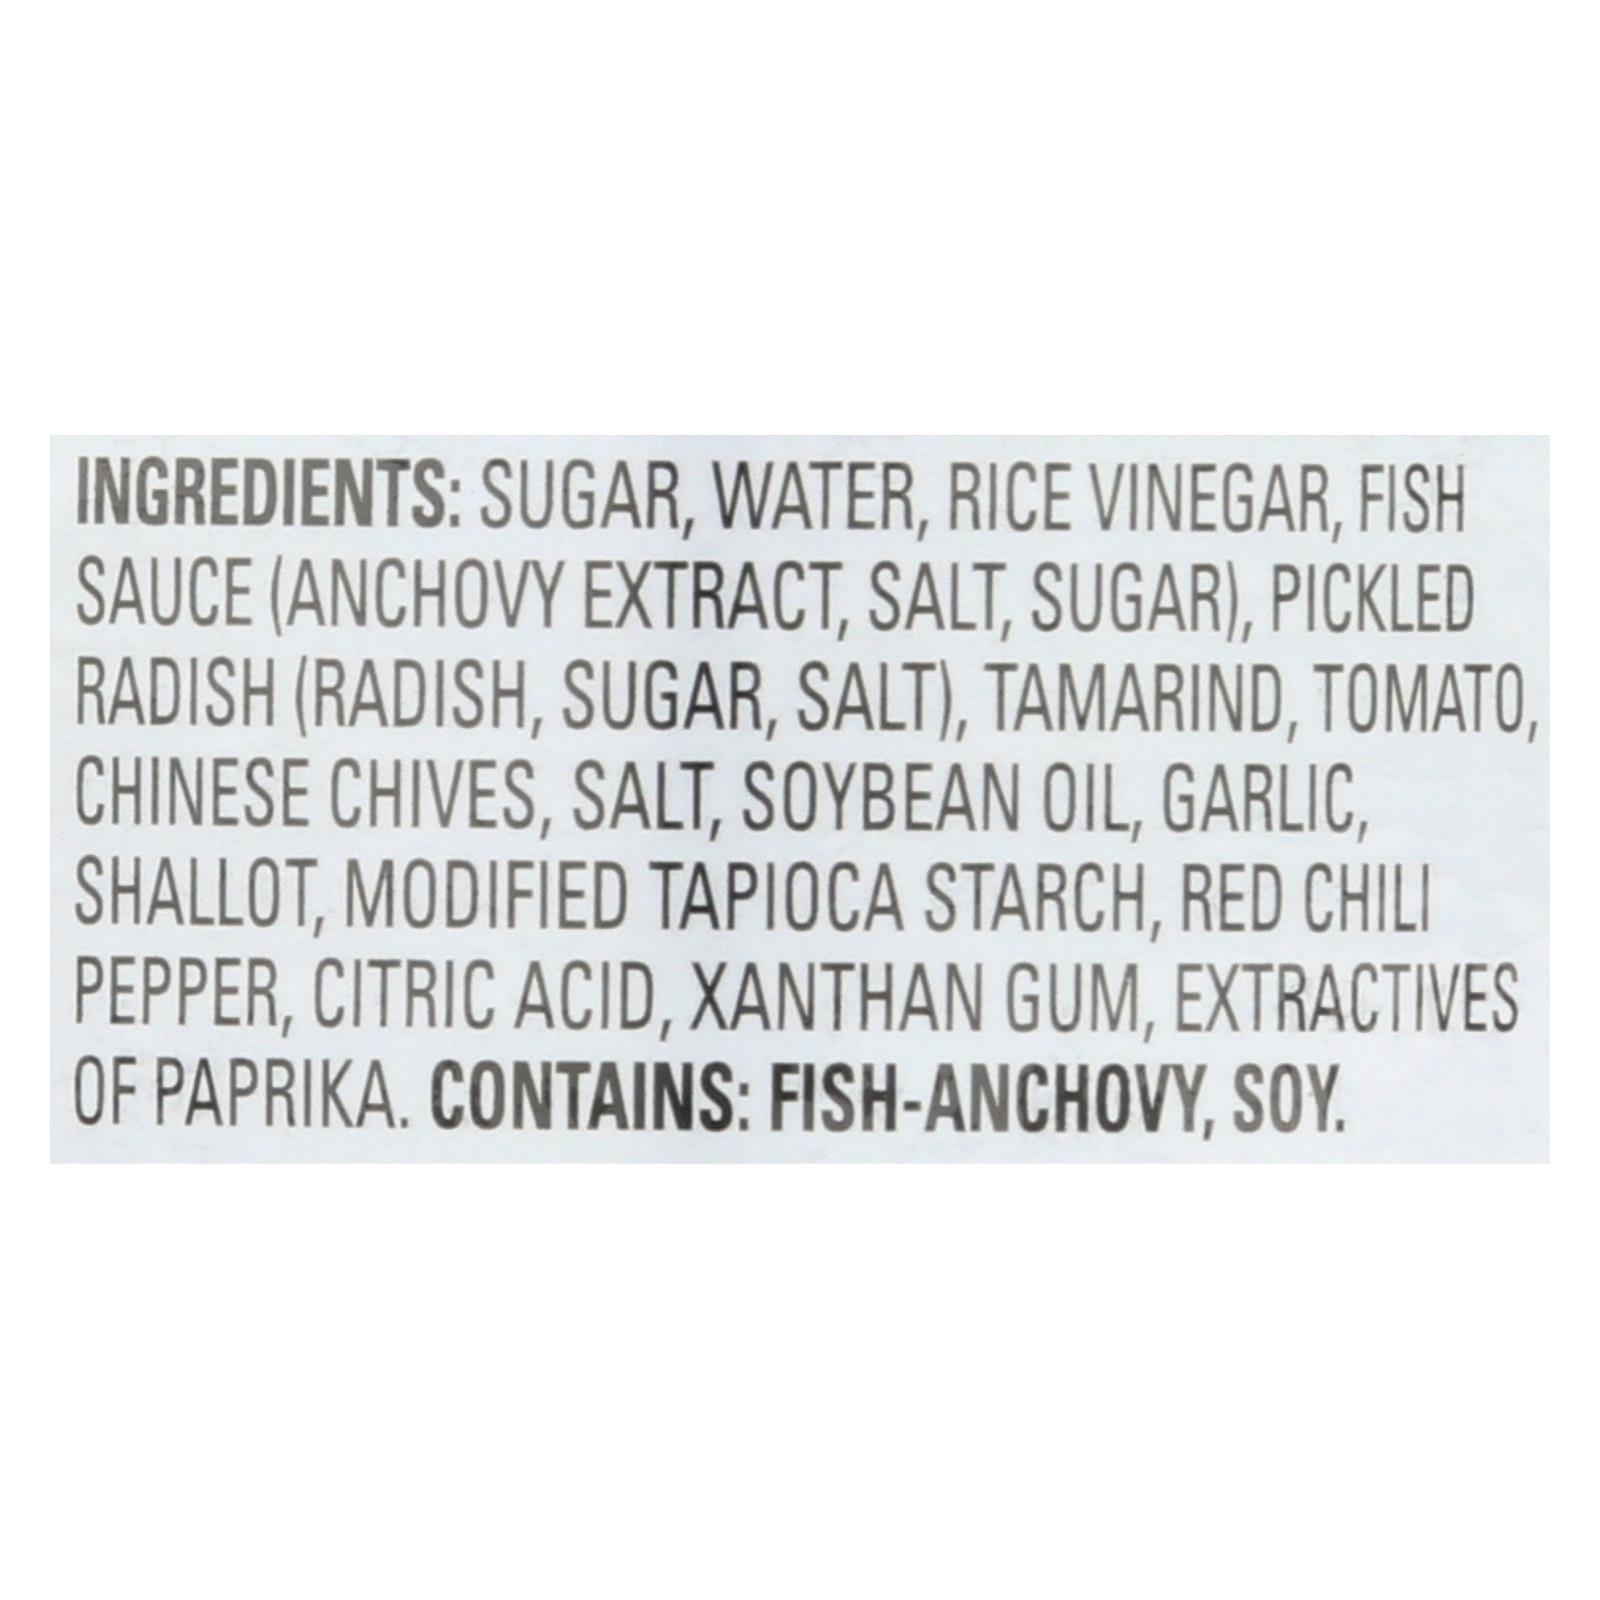 INGREDIENTS: SUGAR, WATER, RICE VINEGAR, FISH
SAUCE (ANCHOVY EXTRACT, SALT, SUGAR), PICKLED
RADISH (RADISH, SUGAR, SALT), TAMARIND, TOMATO,
CHINESE CHIVES, SALT, SOYBEAN OIL, GARLIC,
SHALLOT, MODIFIED TAPIOCA STARCH, RED CHILI
PEPPER, CITRIC ACID, XANTHAN GUM, EXTRACTIVES
OF PAPRIKA. CONTAINS: FISH-ANCHOVY, SOY.